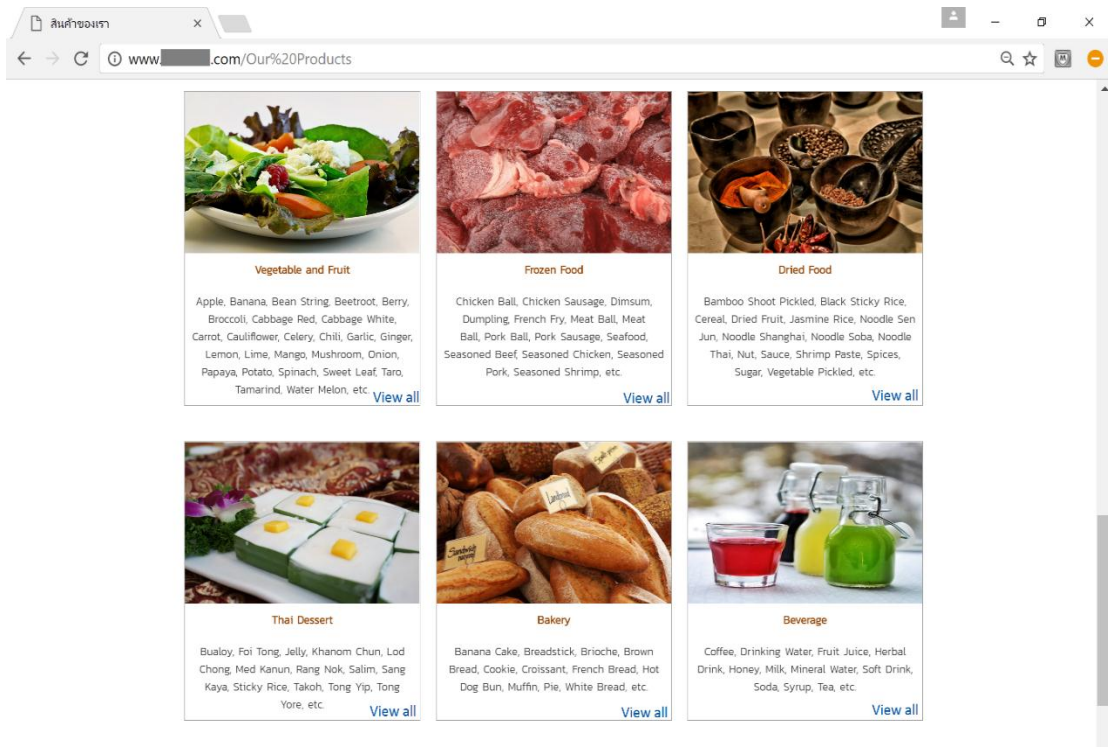 สินค้าของเรา
www. .com/Our%20Products
Vegetable and Fruit
Apple, Banana, Bean String, Beetroot, Berry,
Broccoli, Cabbage Red, Cabbage White,
Carrot, Cauliflower, Celery, Chili, Garlic, Ginger,
Lemon, Lime, Mango, Mushroom, Onion,
Papaya, Potato, Spinach, Sweet Leaf, Taro,
Tamarind, Water Melon, etc.
View all
Frozen Food
Chicken Ball, Chicken Sausage, Dimsum,
Dumpling, French Fry, Meat Ball, Meat
Ball, Pork Ball, Pork Sausage, Seafood,
Seasoned Beef, Seasoned Chicken, Seasoned
Pork, Seasoned Shrimp, etc.
View all
Dried Food
Bamboo Shoot Pickled, Black Sticky Rice,
Cereal, Dried Fruit, Jasmine Rice, Noodle Sen
Jun, Noodle Shanghai, Noodle Soba, Noodle
Thai, Nut, Sauce, Shrimp Paste, Spices,
Sugar, Vegetable Pickled, etc.
View all
Thai Dessert
Bualoy, Foi Tong, Jelly, Khanom Chun, Lod
Chong, Med Kanun, Rang Nok, Salim, Sang
Kaya, Sticky Rice, Takoh, Tong Yip, Tong
Yore, etc.
View all
Landbrod
Sandwich
Bakery
Banana Cake, Breadstick, Brioche, Brown
Bread, Cookie, Croissant, French Bread, Hot
Dog Bun, Muffin, Pie, White Bread, etc.
View all
Beverage
Coffee, Drinking Water, Fruit Juice, Herbal
Drink, Honey, Milk, Mineral Water, Soft Drink,
Soda, Syrup, Tea, etc.
View all